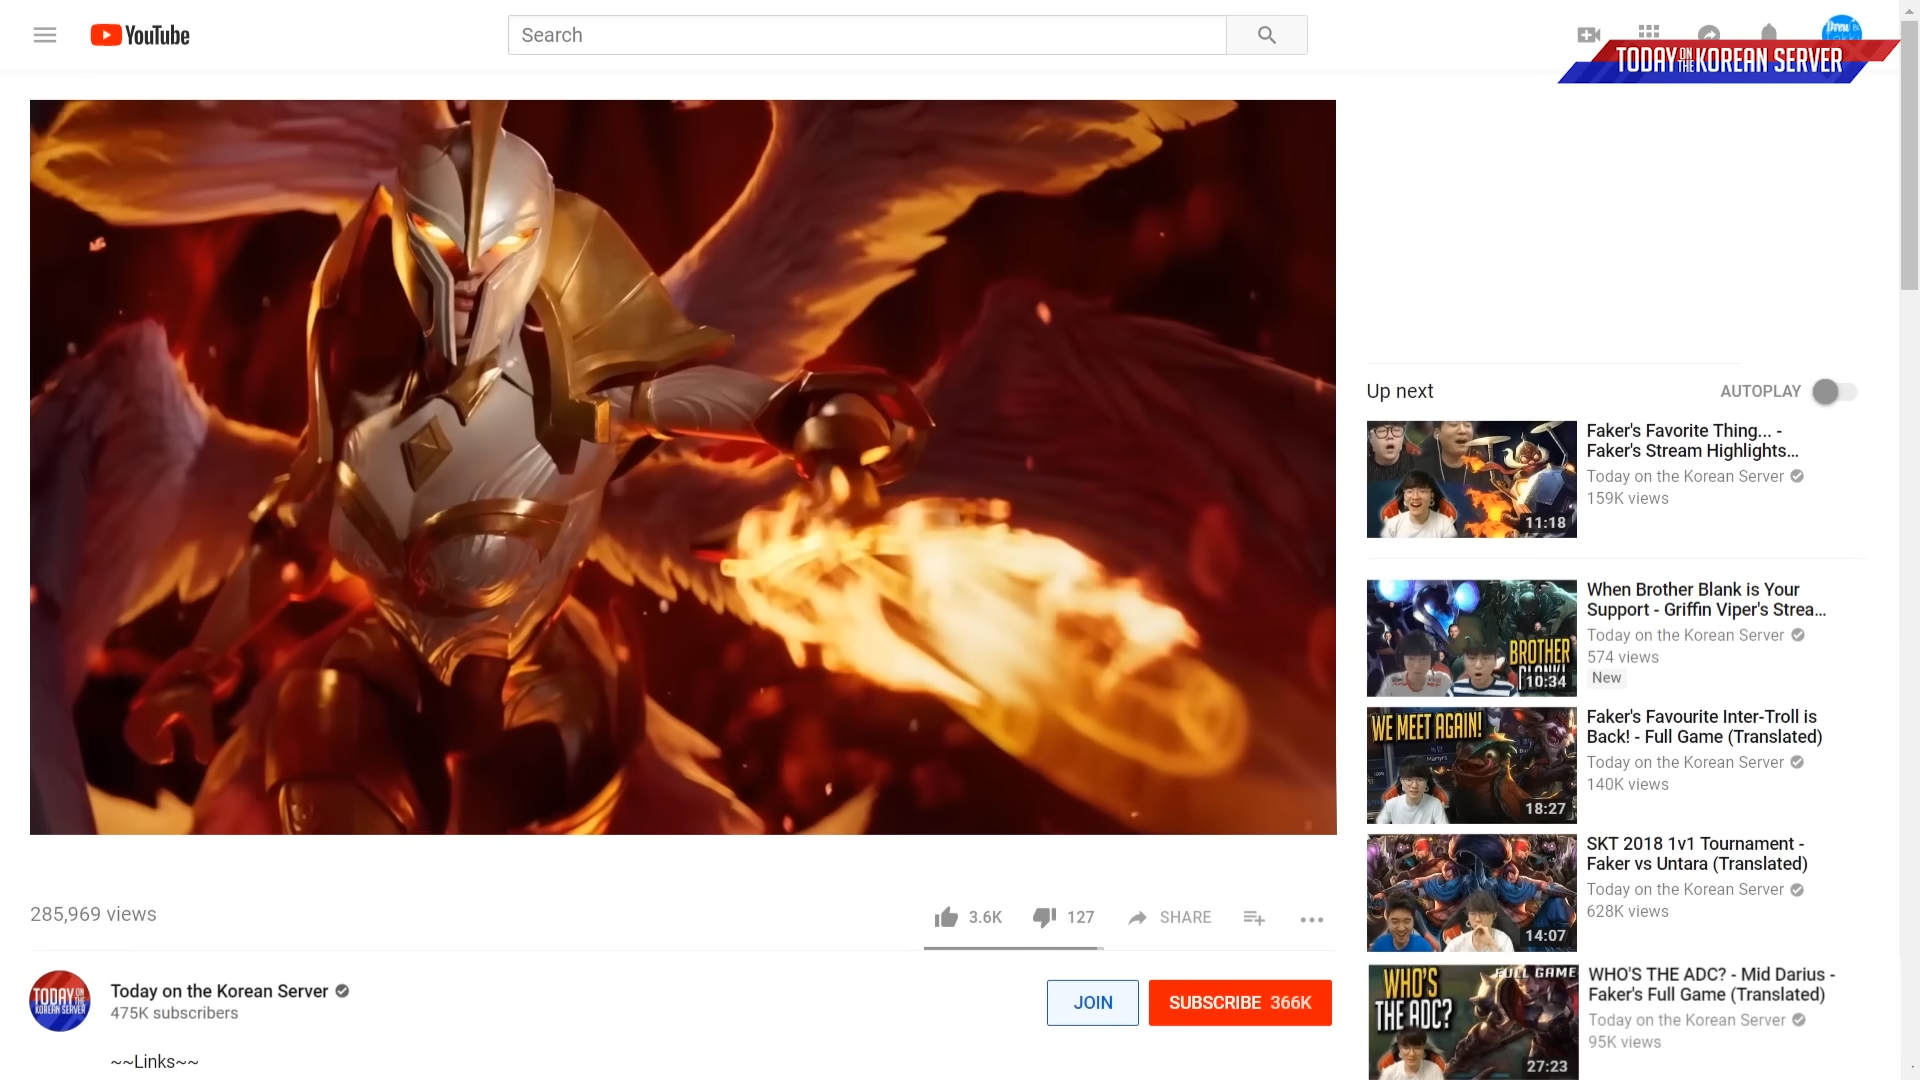 YouTube
Search
TODAY ON THE KOREAN SERVER
Up next
AUTOPLAY
Faker's Favorite Thing... -
Faker's Stream Highlights...
Today on the Korean Server
159K views
11:18
When Brother Blank is Your
Support - Griffin Viper's Strea...
Today on the Korean Server
574 views
New
BROTHER
BLANK!
10:34
Faker's Favourite Inter-Troll is
Back! - Full Game (Translated)
Today on the Korean Server
140K views
WE MEET AGAIN!
18:27
SKT 2018 1v1 Tournament -
Faker vs Untara (Translated)
Today on the Korean Server
628K views
14:07
WHO'S THE ADC? - Mid Darius -
Faker's Full Game (Translated)
Today on the Korean Server
95K views
WHO'S
THE ADC?
FULL GAME
27:23
285,969 views
3.6K
127
SHARE
TODAY ON THE
KOREAN SERVER
Today on the Korean Server
475K subscribers
JOIN
SUBSCRIBE 366K
~~Links~~